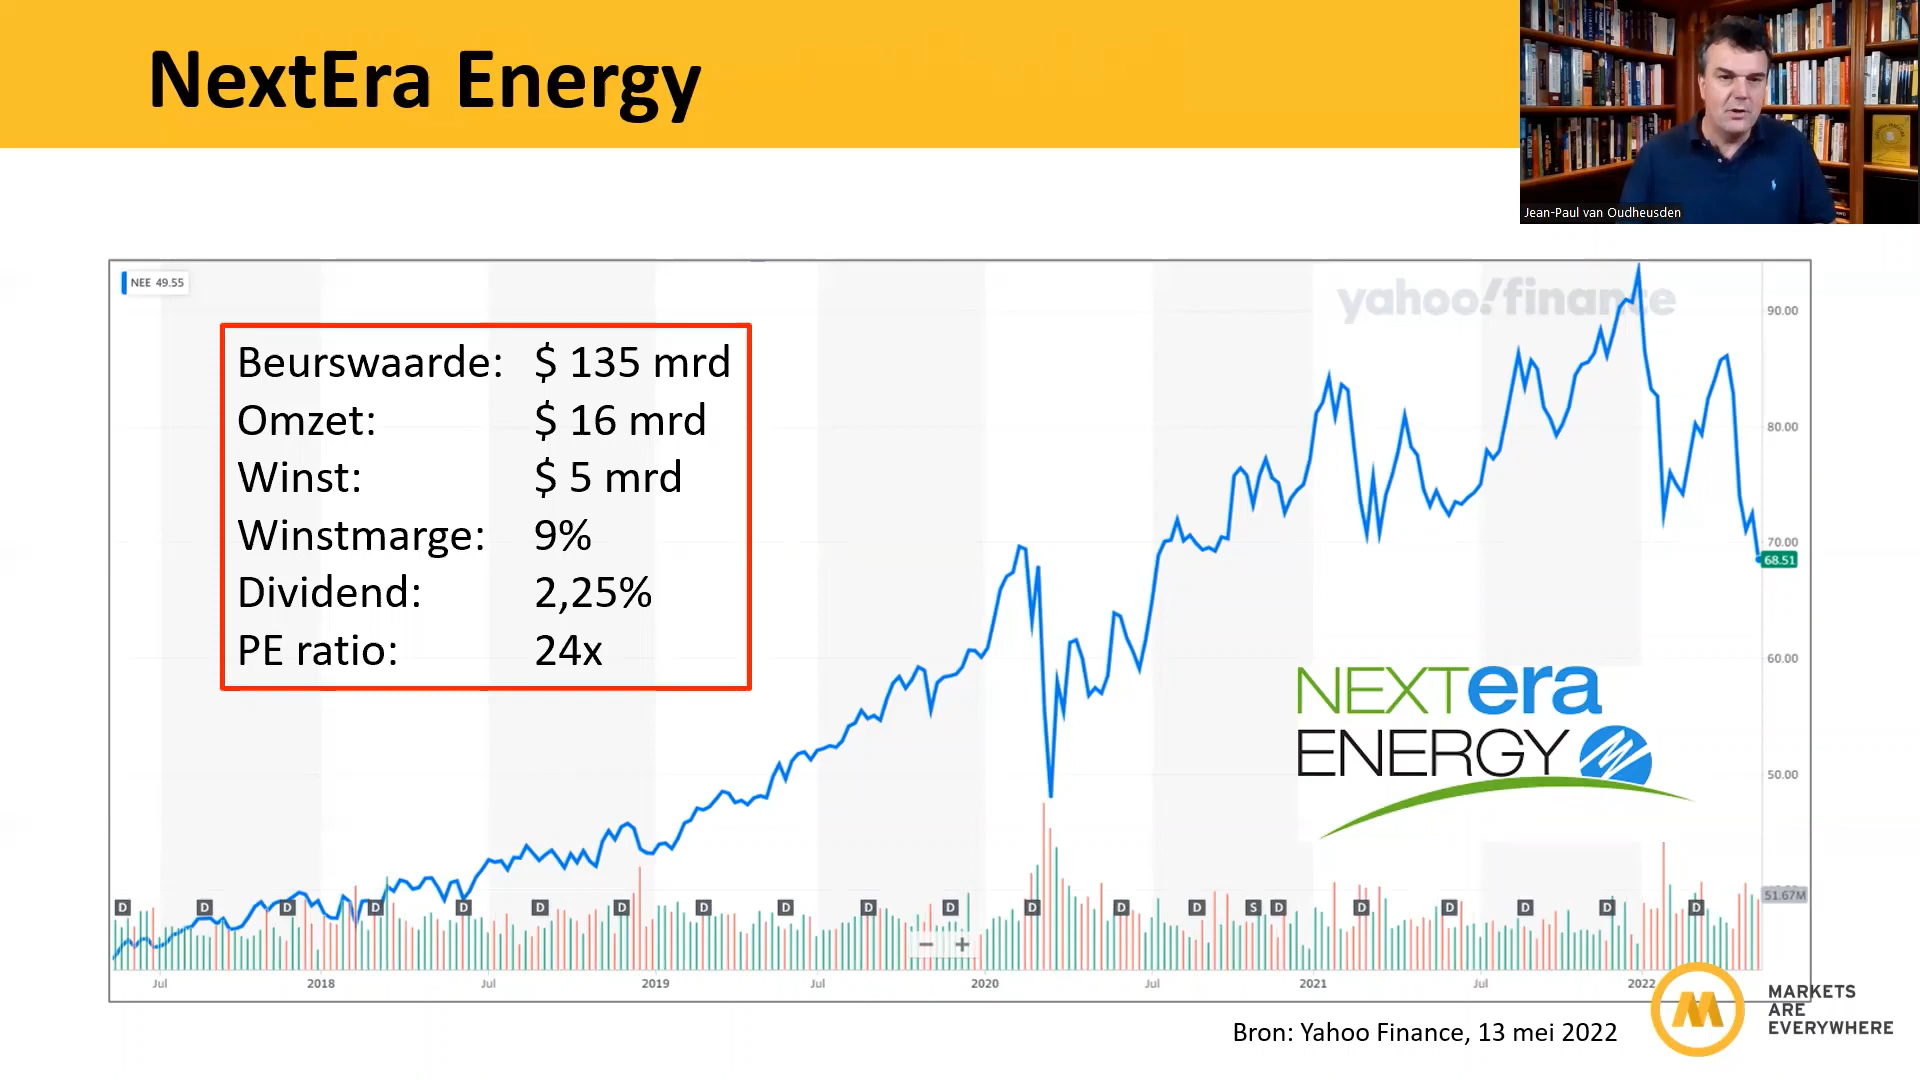 NextEra Energy
Jean-Paul van Oudheusden
NEE 49.55
yahoo!finance
Beurswaarde: $ 135 mrd
Omzet: $ 16 mrd
Winst: $ 5 mrd
Winstmarge: 9%
Dividend: 2,25%
PE ratio: 24x
90.00
80.00
70.00
68.51
60.00
50.00
51.67M
NEXTera
ENERGY
D D D D D D D D D D D D D D S D D D D D D
− +
Jul 2018 Jul 2019 Jul 2020 Jul 2021 Jul 2022
MARKETS
ARE
EVERYWHERE
Bron: Yahoo Finance, 13 mei 2022